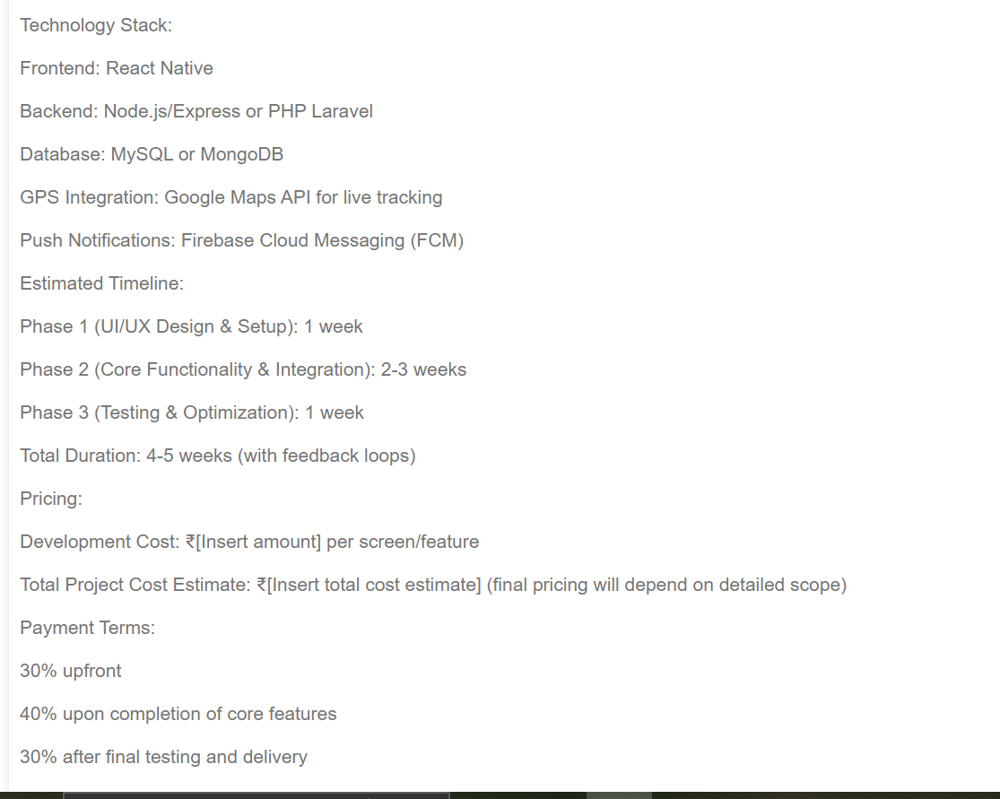 Technology Stack:
Frontend: React Native
Backend: Node.js/Express or PHP Laravel
Database: MySQL or MongoDB
GPS Integration: Google Maps API for live tracking
Push Notifications: Firebase Cloud Messaging (FCM)
Estimated Timeline:
Phase 1 (UI/UX Design & Setup): 1 week
Phase 2 (Core Functionality & Integration): 2-3 weeks
Phase 3 (Testing & Optimization): 1 week
Total Duration: 4-5 weeks (with feedback loops)
Pricing:
Development Cost: ₹[Insert amount] per screen/feature
Total Project Cost Estimate: ₹[Insert total cost estimate] (final pricing will depend on detailed scope)
Payment Terms:
30% upfront
40% upon completion of core features
30% after final testing and delivery